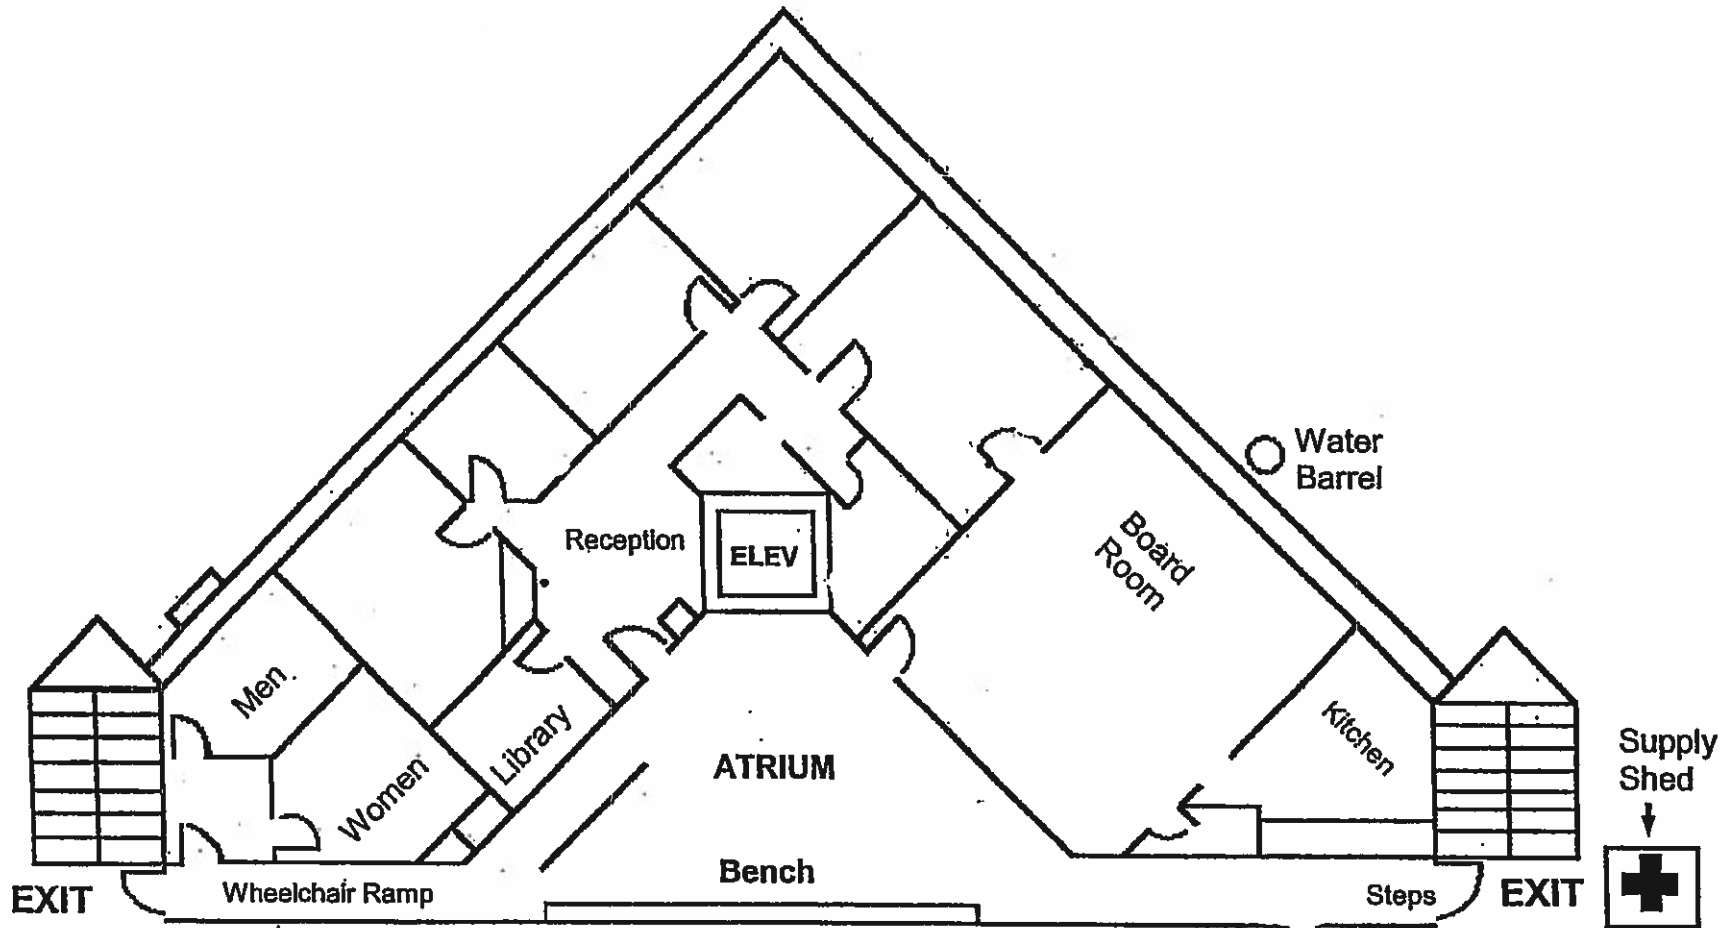 Water
Barrel
Board
Room
Reception
ELEV
Men
Library
Women
ATRIUM
Kitchen
Supply
Shed
Bench
EXIT
Wheelchair Ramp
Steps
EXIT